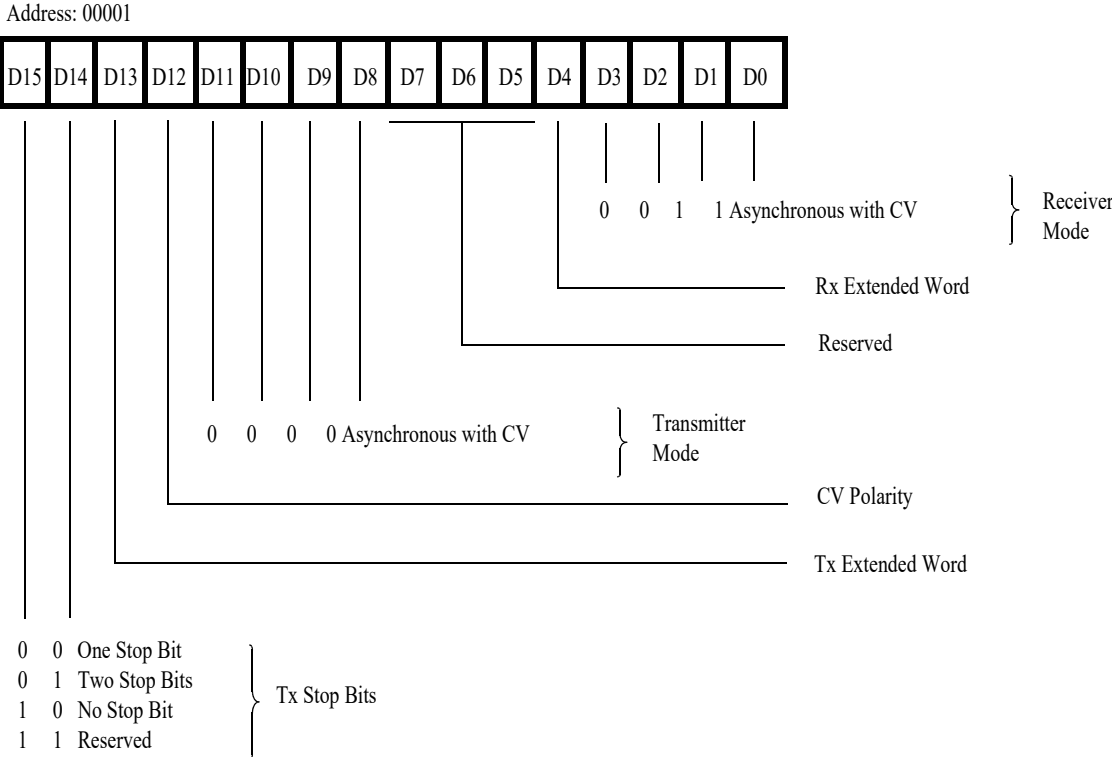 Address: 00001
D15 D14 D13 D12 D11 D10 D9 D8 D7 D6 D5 D4 D3 D2 D1 D0
0 0 1 1 Asynchronous with CV
Receiver
Mode
Rx Extended Word
Reserved
0 0 0 0 Asynchronous with CV
Transmitter
Mode
CV Polarity
Tx Extended Word
0 0 One Stop Bit
0 1 Two Stop Bits
1 0 No Stop Bit
1 1 Reserved
Tx Stop Bits